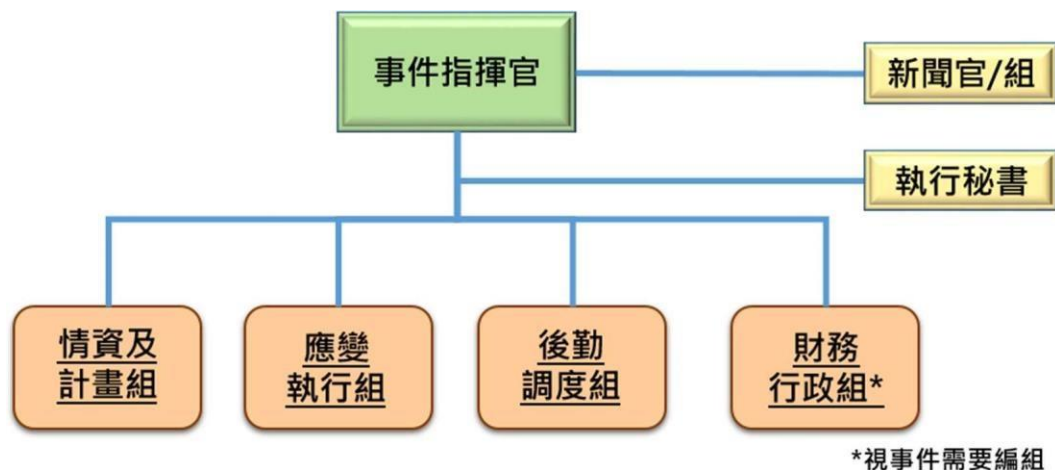 事件指揮官
新聞官/組
執行秘書
情資及
計畫組
應變
執行組
後勤
調度組
財務
行政組*
*視事件需要編組